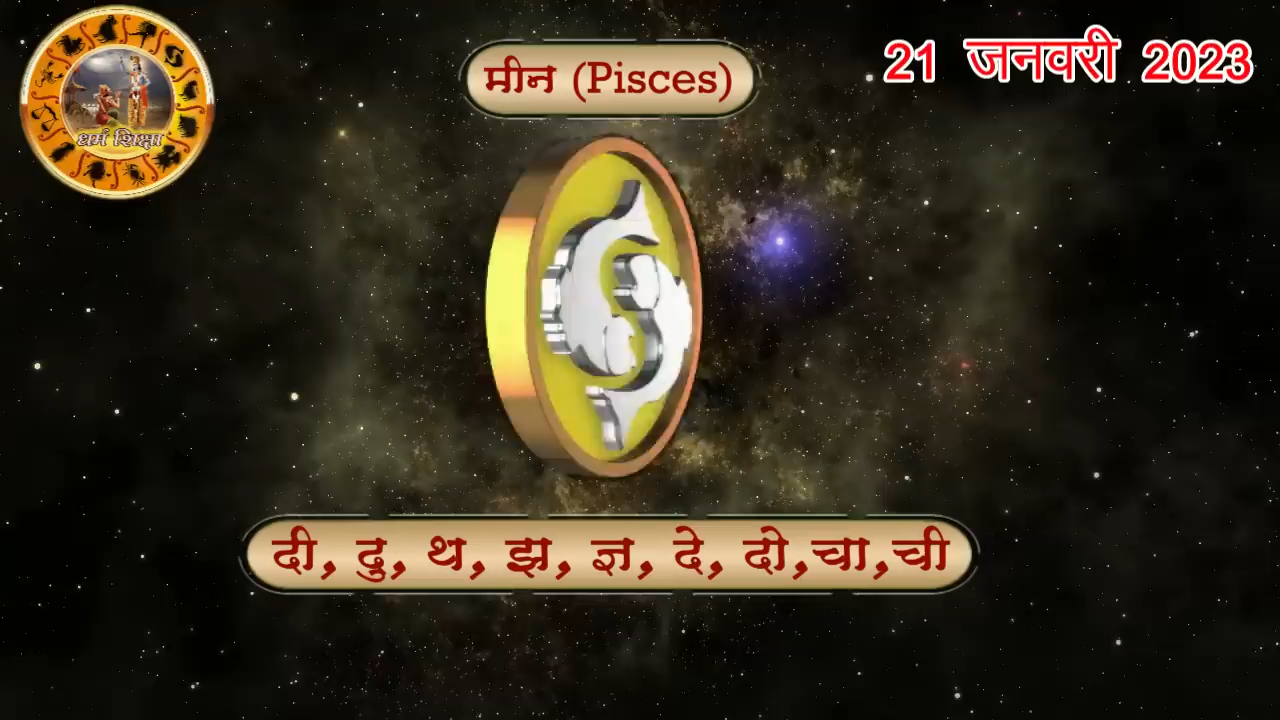 धर्म शिक्षा
मीन (Pisces)
21 जनवरी 2023
दी, दु, थ, झ, ज्ञ, दे, दो,चा,ची